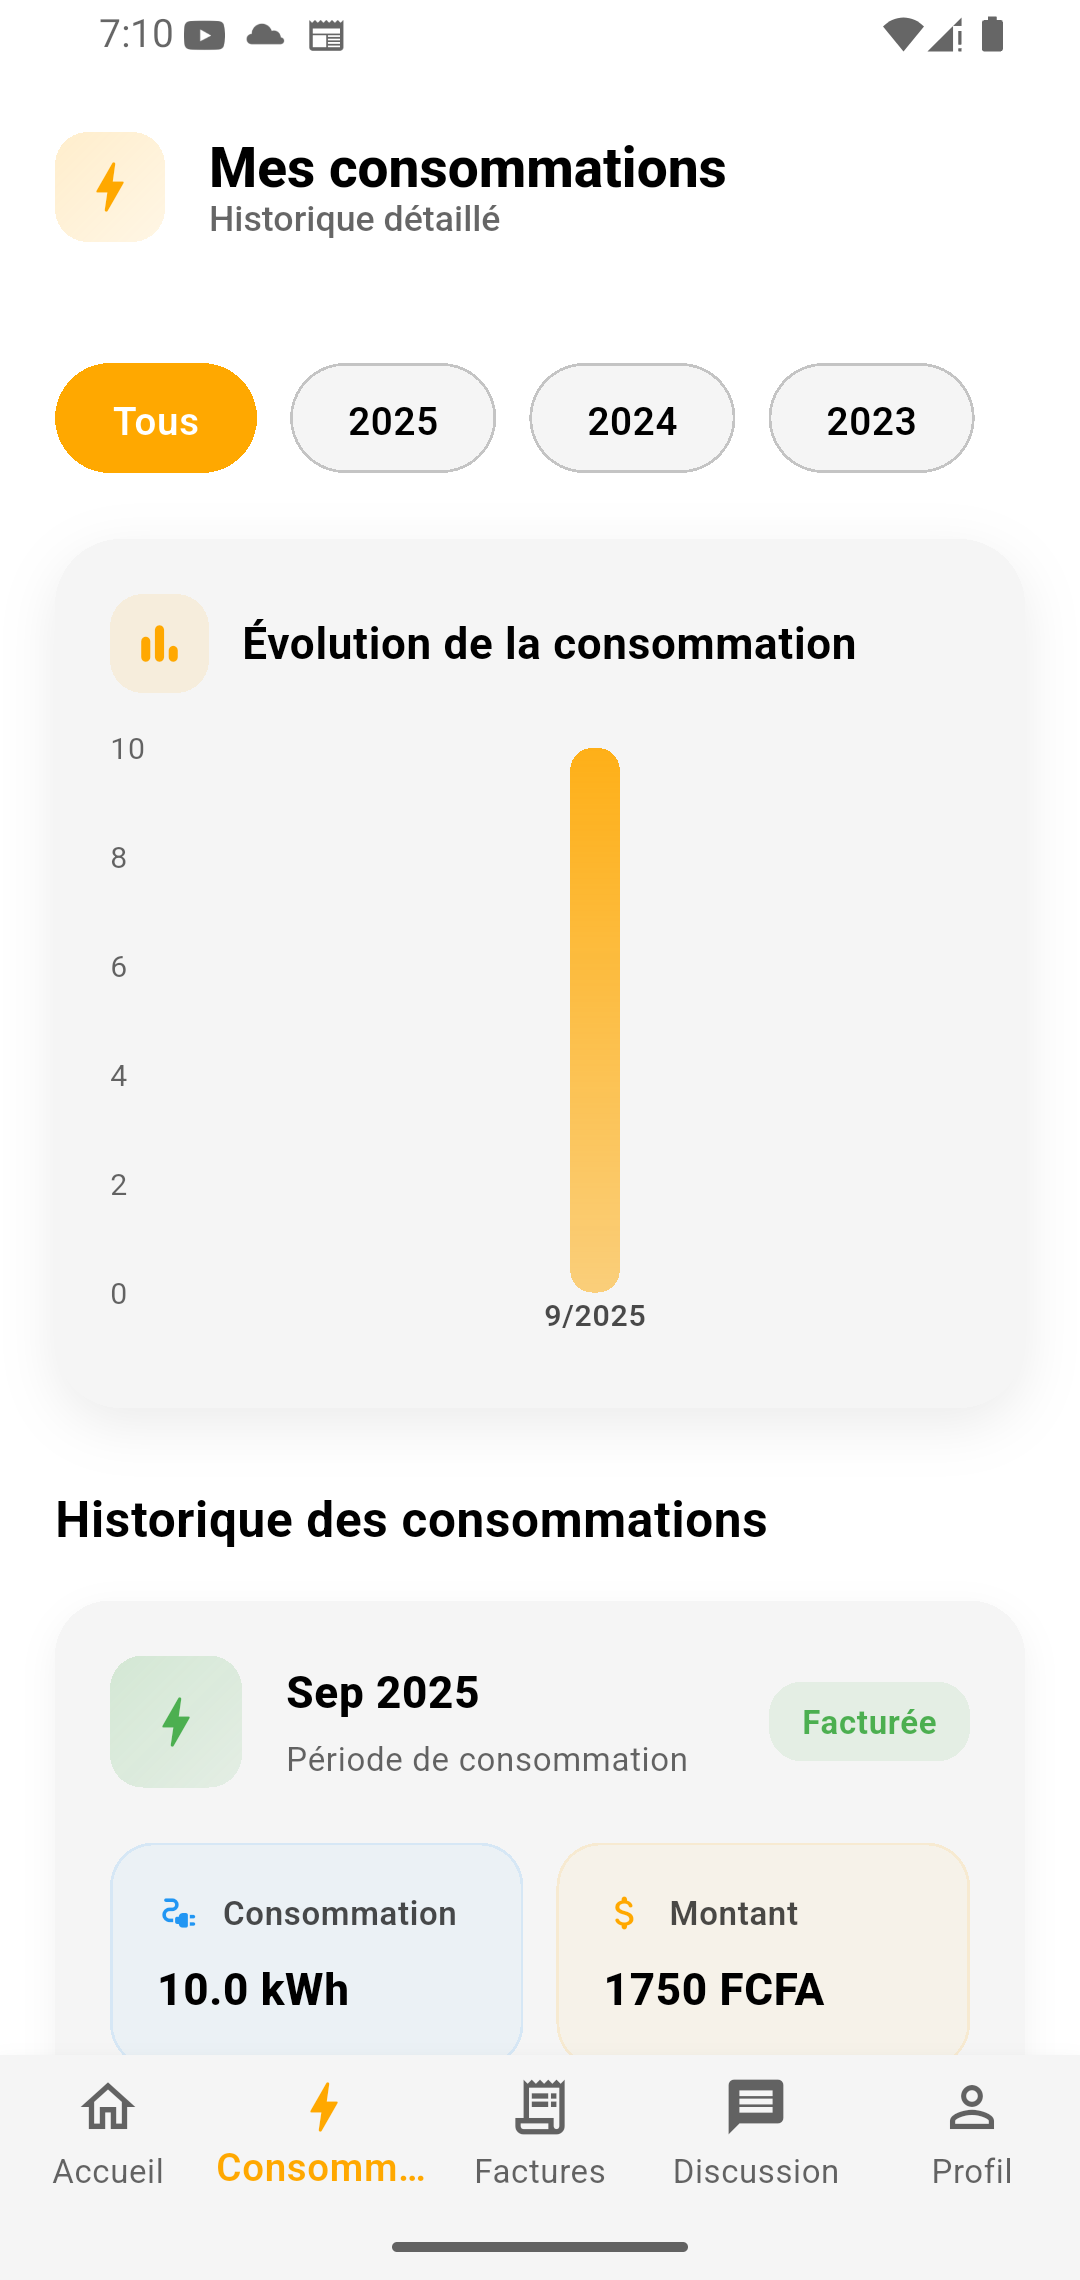 7:10
Mes consommations
Historique détaillé
Tous
2025
2024
2023
Évolution de la consommation
10
8
6
4
2
0
9/2025
Historique des consommations
Sep 2025
Période de consommation
Facturée
Consommation
10.0 kWh
Montant
1750 FCFA
Accueil
Consomm...
Factures
Discussion
Profil